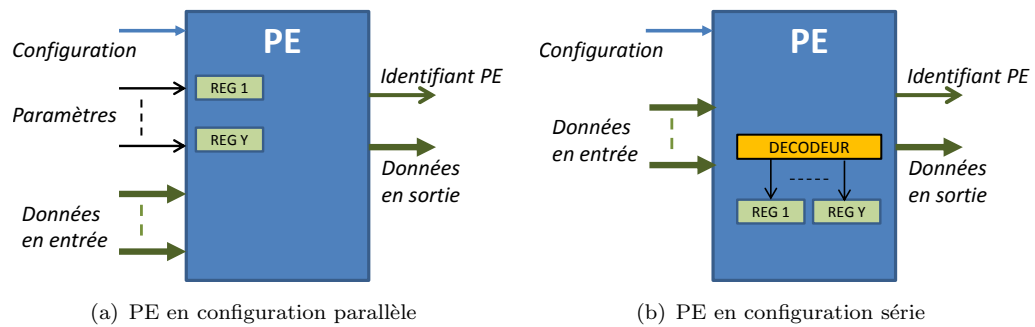 PE
Configuration
REG 1
Identifiant PE
Paramètres
REG Y
Données
en sortie
Données
en entrée
(a) PE en configuration parallèle
PE
Configuration
Identifiant PE
Données
en entrée
DECODEUR
Données
en sortie
REG 1
REG Y
(b) PE en configuration série